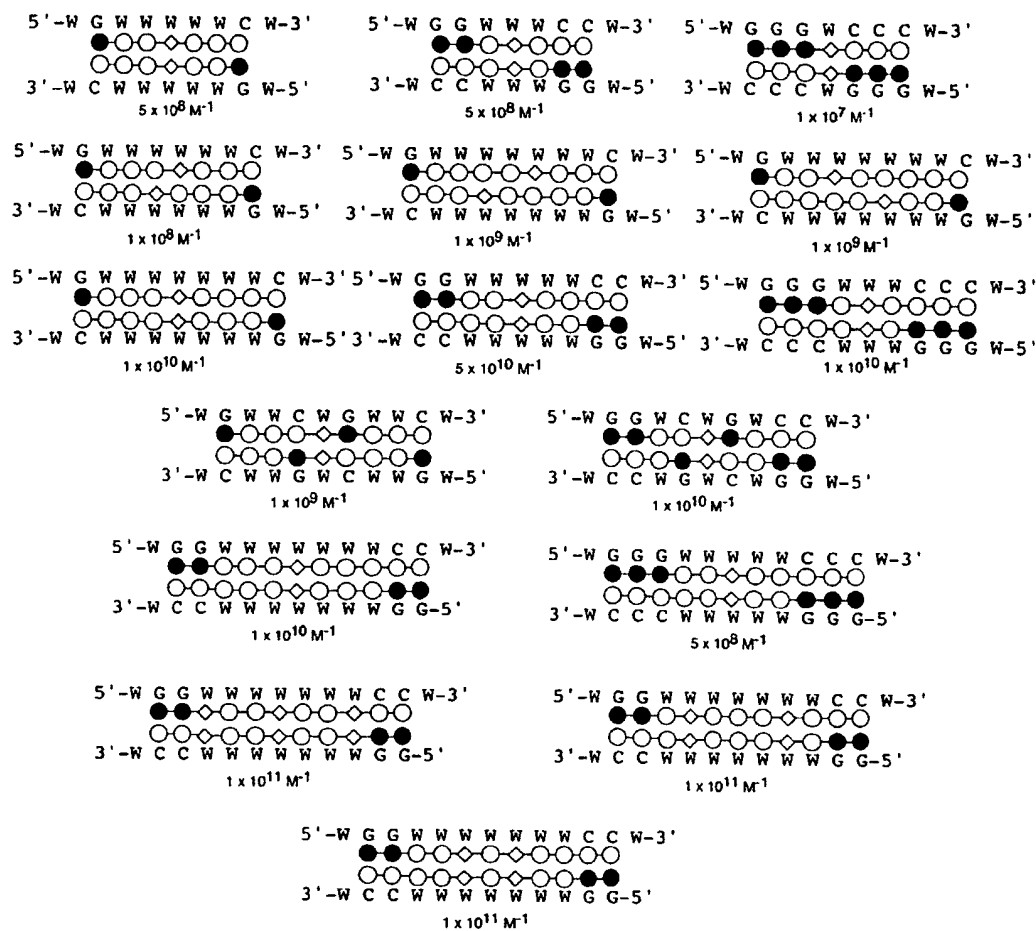 5'-W G W W W W W C W-3'
3'-W C W W W W W G W-5'
5 x 10⁸ M⁻¹
5'-W G G W W W C C W-3'
3'-W C C W W W G G W-5'
5 x 10⁸ M⁻¹
5'-W G G G W C C C W-3'
3'-W C C C W G G G W-5'
1 x 10⁷ M⁻¹
5'-W G W W W W W W C W-3'
3'-W C W W W W W W G W-5'
1 x 10⁸ M⁻¹
5'-W G W W W W W W W C W-3'
3'-W C W W W W W W W G W-5'
1 x 10⁹ M⁻¹
5'-W G W W W W W W W C W-3'
3'-W C W W W W W W W G W-5'
1 x 10⁹ M⁻¹
5'-W G W W W W W W W C W-3'
3'-W C W W W W W W W G W-5'
1 x 10¹⁰ M⁻¹
5'-W G G W W W W W C C W-3'
3'-W C C W W W W W G G W-5'
5 x 10¹⁰ M⁻¹
5'-W G G G W W W C C C W-3'
3'-W C C C W W W G G G W-5'
1 x 10¹⁰ M⁻¹
5'-W G W W C W G W W C W-3'
3'-W C W W G W C W W G W-5'
1 x 10⁹ M⁻¹
5'-W G G W C W G W C C W-3'
3'-W C C W G W C W G G W-5'
1 x 10¹⁰ M⁻¹
5'-W G G W W W W W W W C C W-3'
3'-W C C W W W W W W W G G-5'
1 x 10¹⁰ M⁻¹
5'-W G G G W W W W W C C C W-3'
3'-W C C C W W W W W G G G-5'
5 x 10⁸ M⁻¹
5'-W G G W W W W W W W C C W-3'
3'-W C C W W W W W W W G G-5'
1 x 10¹¹ M⁻¹
5'-W G G W W W W W W W C C W-3'
3'-W C C W W W W W W W G G-5'
1 x 10¹¹ M⁻¹
5'-W G G W W W W W W W C C W-3'
3'-W C C W W W W W W W G G-5'
1 x 10¹¹ M⁻¹